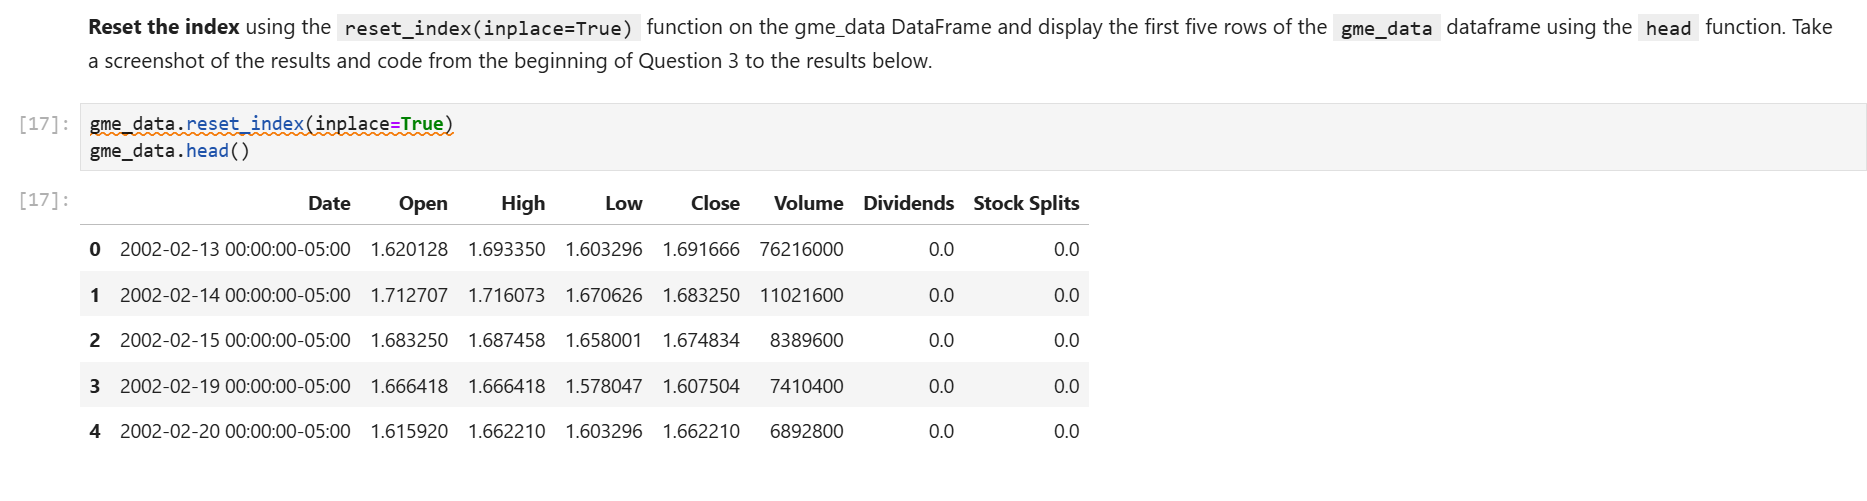 Reset the index using the reset_index(inplace=True) function on the gme_data DataFrame and display the first five rows of the gme_data dataframe using the head function. Take
a screenshot of the results and code from the beginning of Question 3 to the results below.
[17]: gme_data.reset_index(inplace=True)
gme_data.head()
[17]: Date Open High Low Close Volume Dividends Stock Splits
0 2002-02-13 00:00:00-05:00 1.620128 1.693350 1.603296 1.691666 76216000 0.0 0.0
1 2002-02-14 00:00:00-05:00 1.712707 1.716073 1.670626 1.683250 11021600 0.0 0.0
2 2002-02-15 00:00:00-05:00 1.683250 1.687458 1.658001 1.674834 8389600 0.0 0.0
3 2002-02-19 00:00:00-05:00 1.666418 1.666418 1.578047 1.607504 7410400 0.0 0.0
4 2002-02-20 00:00:00-05:00 1.615920 1.662210 1.603296 1.662210 6892800 0.0 0.0